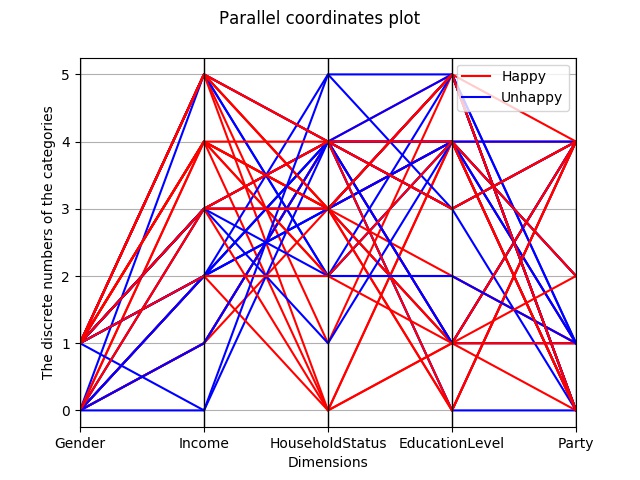 Parallel coordinates plot
Happy
Unhappy
The discrete numbers of the categories
5
4
3
2
1
0
Gender Income HouseholdStatus EducationLevel Party
Dimensions